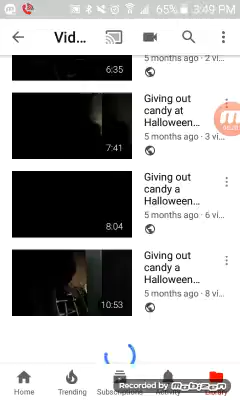 65% 3:49 PM
Vid...
6:35
5 months ago · 2 vi...
7:41
Giving out
candy at
Halloween...
5 months ago · 3 vi...
8:04
Giving out
candy a
Halloween...
5 months ago · 6 vi...
10:53
Giving out
candy a
Halloween...
5 months ago · 8 vi...
Home
Trending
Subscriptions
Activity
Library
Recorded by MOBIZEN